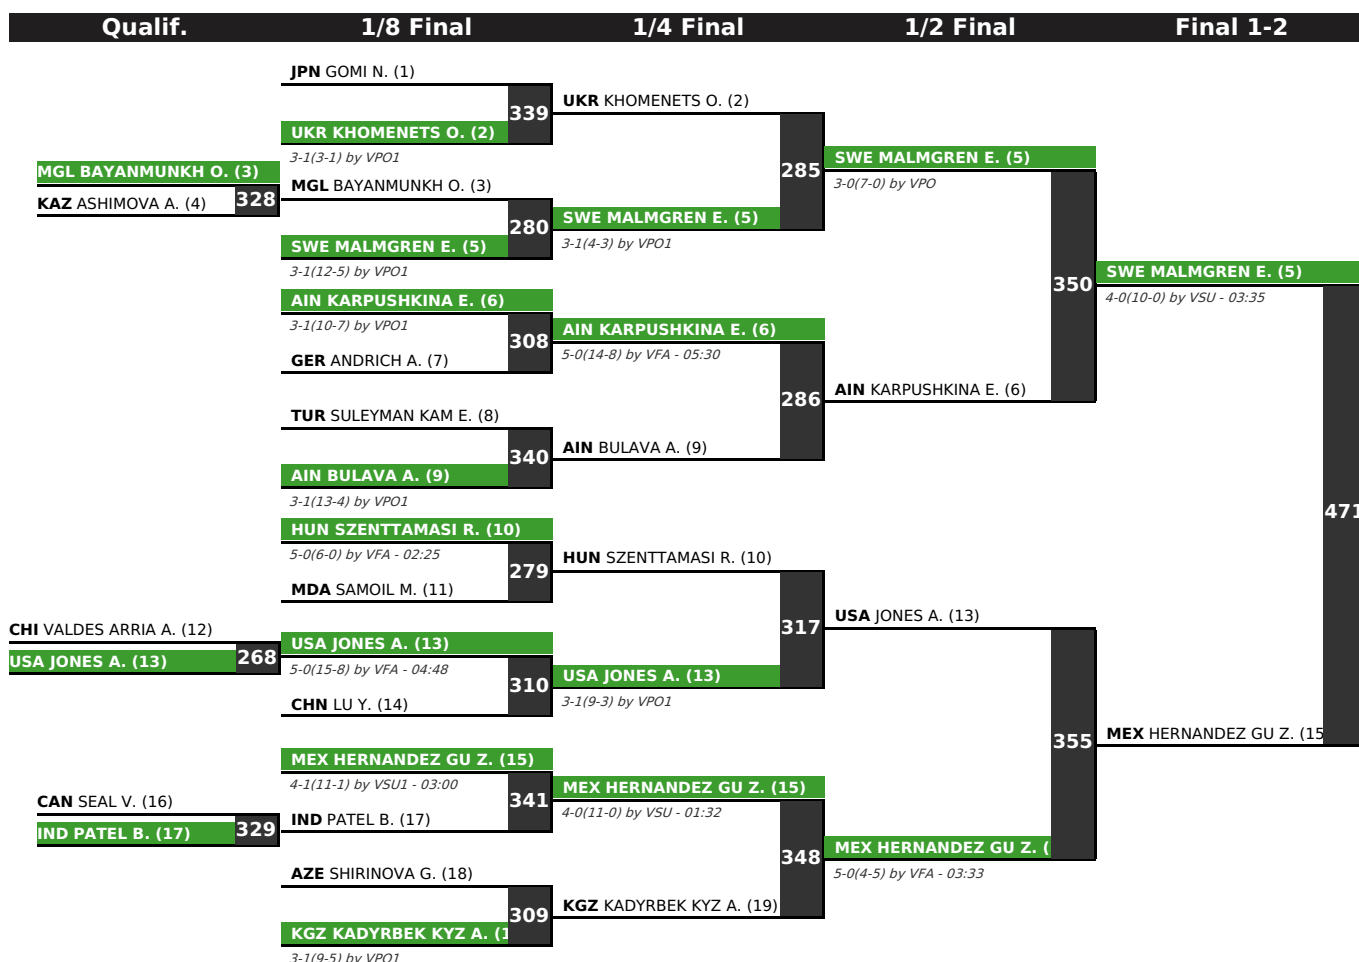 Qualif.
1/8 Final
1/4 Final
1/2 Final
Final 1-2
MGL BAYANMUNKH O. (3)
KAZ ASHIMOVA A. (4)
328
CHI VALDES ARRIA A. (12)
USA JONES A. (13)
268
CAN SEAL V. (16)
IND PATEL B. (17)
329
JPN GOMI N. (1)
339
UKR KHOMENETS O. (2)
3-1(3-1) by VPO1
MGL BAYANMUNKH O. (3)
280
SWE MALMGREN E. (5)
3-1(12-5) by VPO1
AIN KARPUSHKINA E. (6)
3-1(10-7) by VPO1
308
GER ANDRICH A. (7)
TUR SULEYMAN KAM E. (8)
340
AIN BULAVA A. (9)
3-1(13-4) by VPO1
HUN SZENTTAMASI R. (10)
5-0(6-0) by VFA - 02:25
279
MDA SAMOIL M. (11)
USA JONES A. (13)
5-0(15-8) by VFA - 04:48
310
CHN LU Y. (14)
MEX HERNANDEZ GU Z. (15)
4-1(11-1) by VSU1 - 03:00
341
IND PATEL B. (17)
AZE SHIRINOVA G. (18)
309
KGZ KADYRBEK KYZ A. (1
3-1(9-5) by VPO1
UKR KHOMENETS O. (2)
285
SWE MALMGREN E. (5)
3-1(4-3) by VPO1
AIN KARPUSHKINA E. (6)
5-0(14-8) by VFA - 05:30
286
AIN BULAVA A. (9)
HUN SZENTTAMASI R. (10)
317
USA JONES A. (13)
3-1(9-3) by VPO1
MEX HERNANDEZ GU Z. (15)
4-0(11-0) by VSU - 01:32
348
KGZ KADYRBEK KYZ A. (19)
SWE MALMGREN E. (5)
3-0(7-0) by VPO
350
AIN KARPUSHKINA E. (6)
USA JONES A. (13)
355
MEX HERNANDEZ GU Z. (
5-0(4-5) by VFA - 03:33
SWE MALMGREN E. (5)
4-0(10-0) by VSU - 03:35
471
MEX HERNANDEZ GU Z. (15